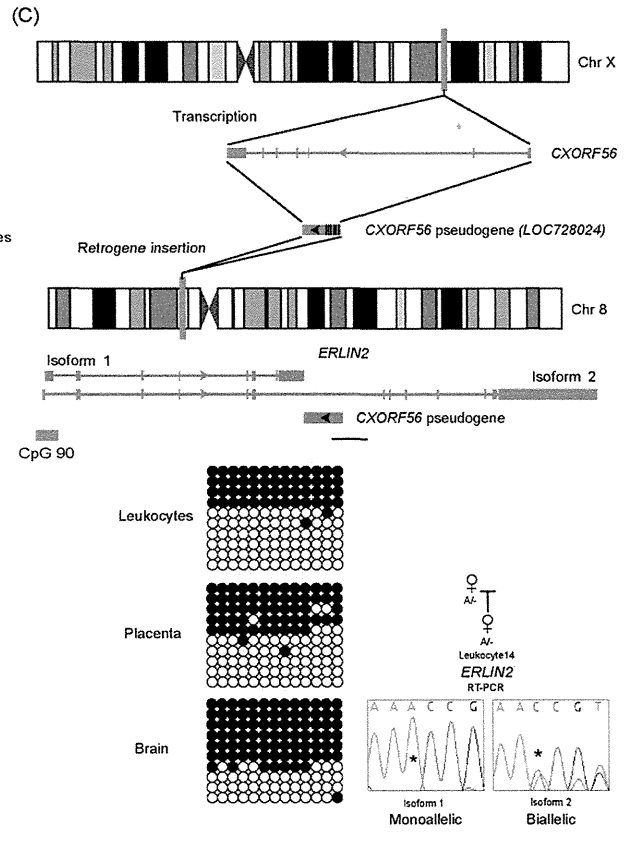 (C)
Chr X
Transcription
CXORF56
es
CXORF56 pseudogene (LOC728024)
Retrogene insertion
Chr 8
ERLIN2
Isoform 1
Isoform 2
CXORF56 pseudogene
CpG 90
Leukocytes
Placenta
A/-
A/-
Leukocyte14
ERLIN2
RT-PCR
Brain
A A A C C G
A A C C G T
*
*
Isoform 1
Isoform 2
Monoallelic
Biallelic